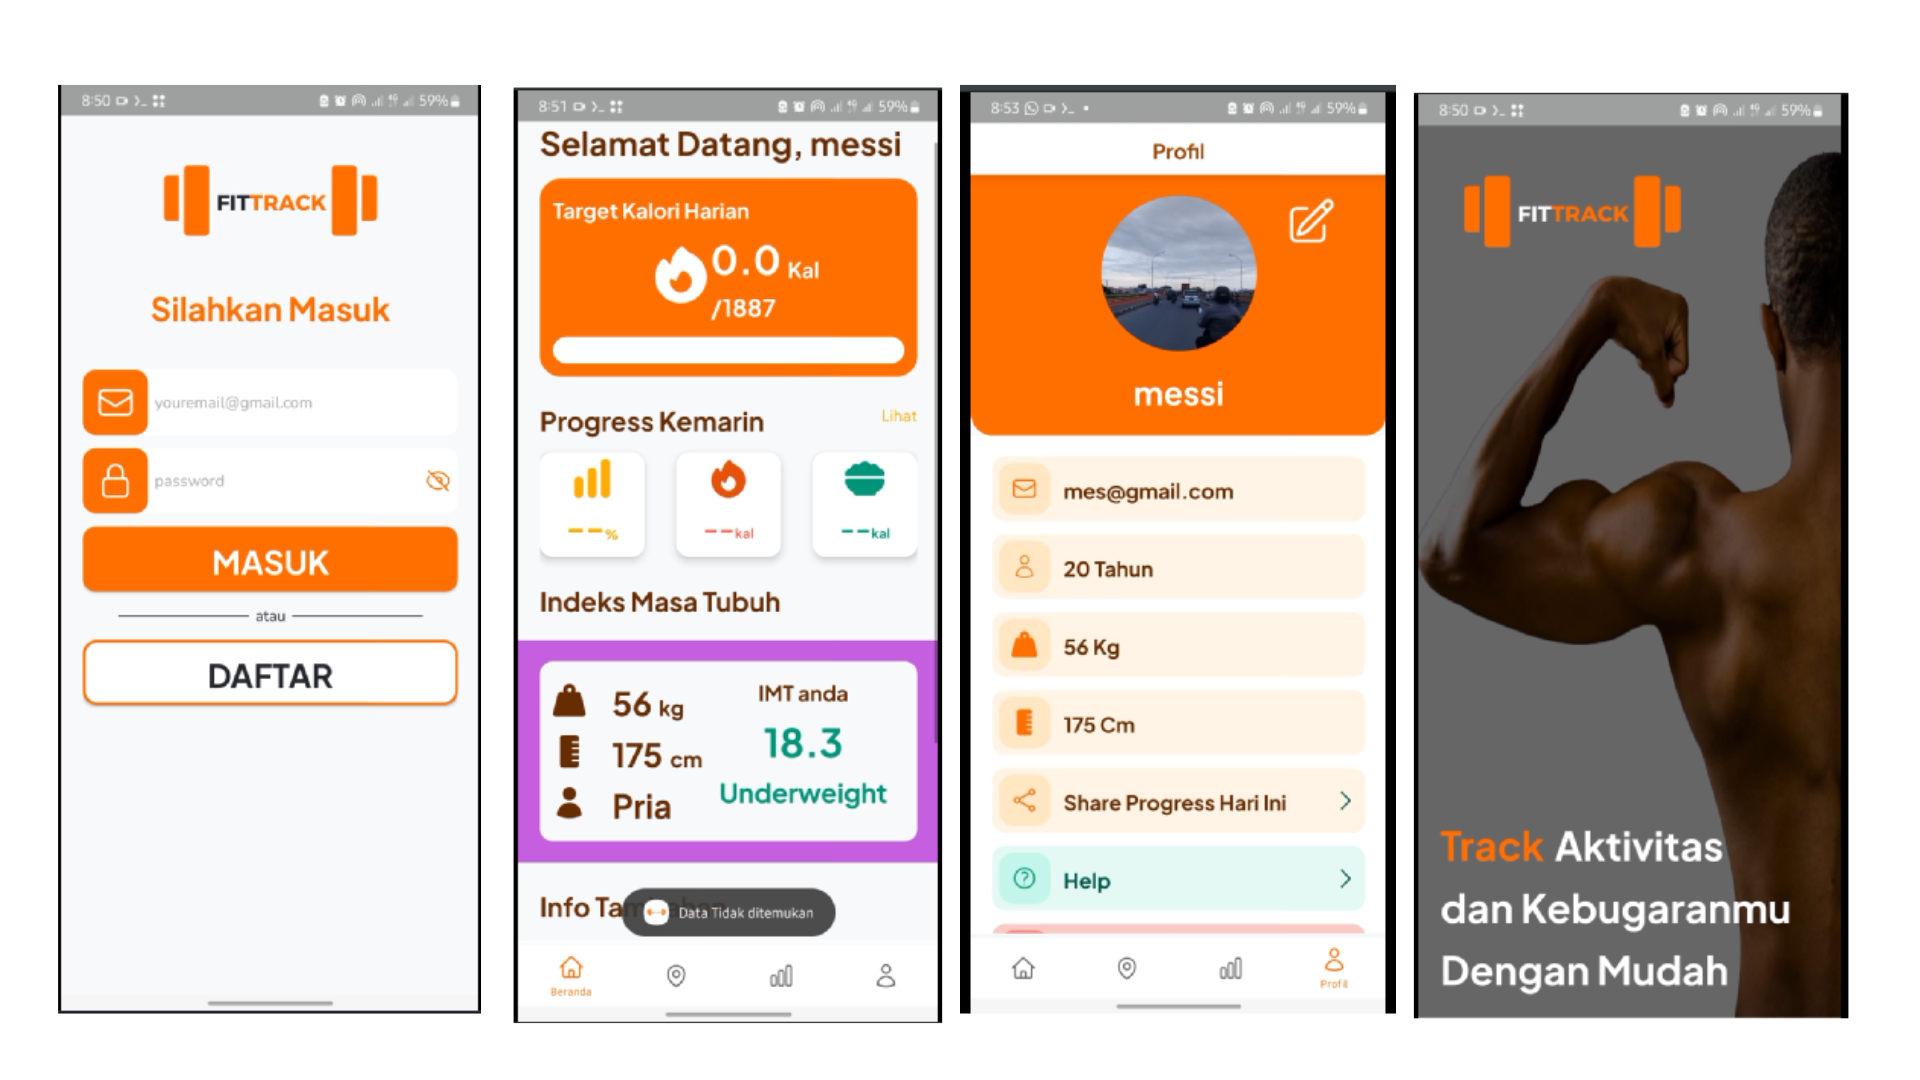 8:50
59%
FITTRACK
Silahkan Masuk
youremail@gmail.com
password
MASUK
atau
DAFTAR
8:51
59%
Selamat Datang, messi
Target Kalori Harian
0.0 Kal
/1887
Progress Kemarin
Lihat
--%
--kal
--kal
Indeks Masa Tubuh
56 kg
175 cm
Pria
IMT anda
18.3
Underweight
Info Ta
Data Tidak ditemukan
Beranda
8:53
59%
Profil
messi
mes@gmail.com
20 Tahun
56 Kg
175 Cm
Share Progress Hari Ini
Help
Profil
8:50
59%
FITTRACK
Track Aktivitas
dan Kebugaranmu
Dengan Mudah